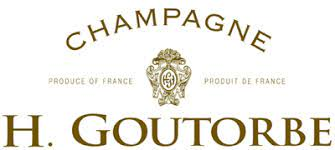 CHAMPAGNE
PRODUCE OF FRANCE PRODUIT DE FRANCE
H. GOUTORBE